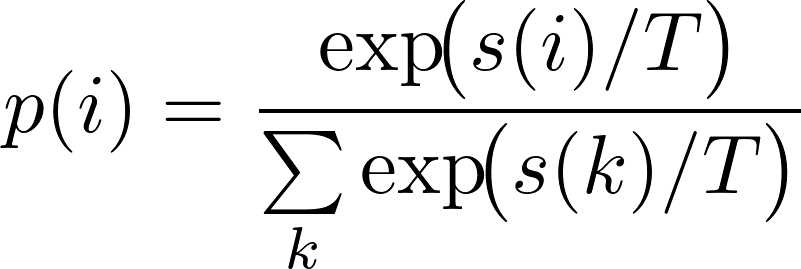 p(i) = exp(s(i)/T) / ∑_k exp(s(k)/T)